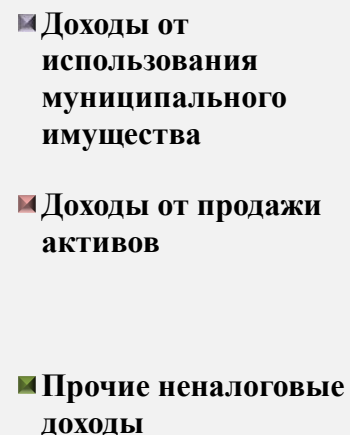 Доходы от
использования
муниципального
имущества
Доходы от продажи
активов
Прочие неналоговые
доходы